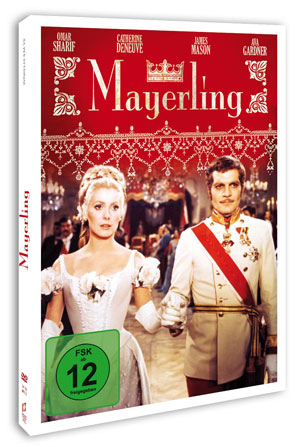 OMAR SHARIF
CATHERINE DENEUVE
JAMES MASON
AVA GARDNER
Mayerling
Mayerling
FSK
ab
12
freigegeben